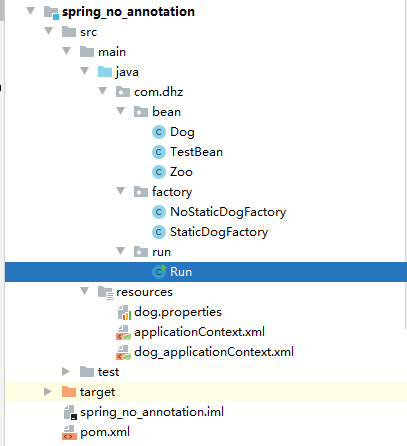 spring_no_annotation
src
main
java
com.dhz
bean
Dog
TestBean
Zoo
factory
NoStaticDogFactory
StaticDogFactory
run
Run
resources
dog.properties
applicationContext.xml
dog_applicationContext.xml
test
target
spring_no_annotation.iml
pom.xml